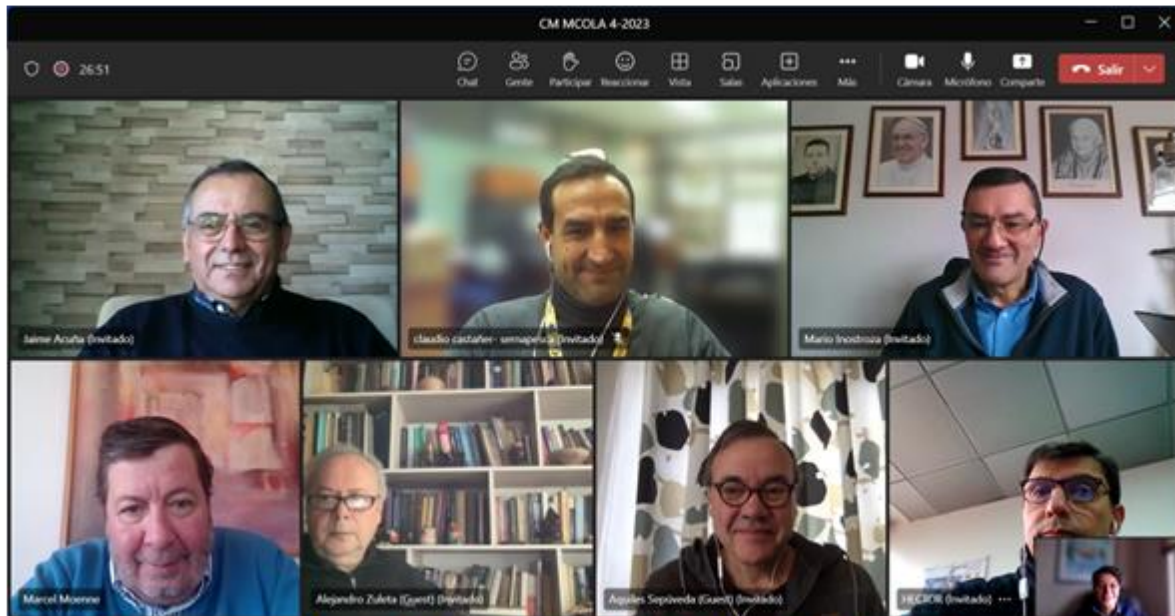 CM MCOLA 4-2023
26:51
Chat Gente Participar Reaccionar Vista Salas Aplicaciones Más Cámara Micrófono Comparte Salir
Jaime Acuña (Invitado)
claudio castañer- sernapesca (Invitado)
Mario Inostroza (Invitado)
Marcel Moenne
Alejandro Zuleta (Guest) (Invitado)
Aquiles Sepúveda (Guest) (Invitado)
HECTOR (Invitado)